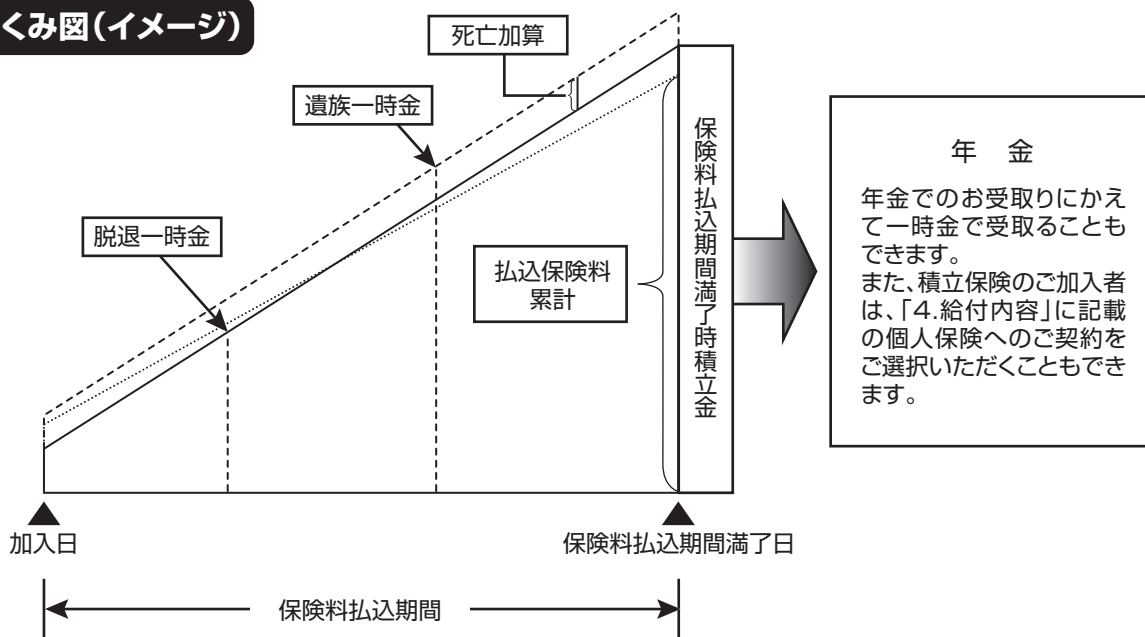 くみ図(イメージ)
死亡加算
遺族一時金
脱退一時金
払込保険料
累計
保険料払込期間満了時積立金
年 金
年金でのお受取りにかえ
て一時金で受取ることも
できます。
また、積立保険のご加入者
は、「4.給付内容」に記載
の個人保険へのご契約を
ご選択いただくこともでき
ます。
加入日
保険料払込期間満了日
保険料払込期間